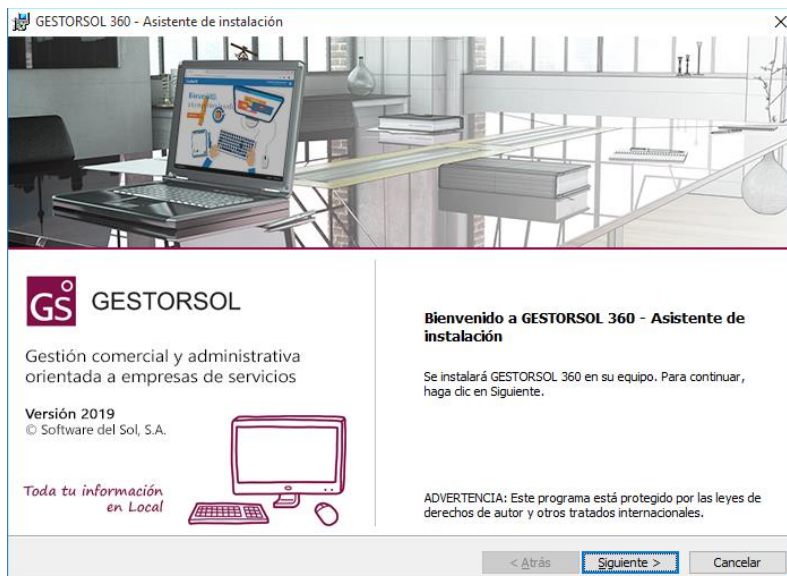 GESTORSOL 360 - Asistente de instalación
GS
GESTORSOL
Gestión comercial y administrativa
orientada a empresas de servicios
Versión 2019
© Software del Sol, S.A.
Toda tu información
en Local
Bienvenido a GESTORSOL 360 - Asistente de
instalación
Se instalará GESTORSOL 360 en su equipo. Para continuar,
haga clic en Siguiente.
ADVERTENCIA: Este programa está protegido por las leyes de
derechos de autor y otros tratados internacionales.
< Atrás
Siguiente >
Cancelar